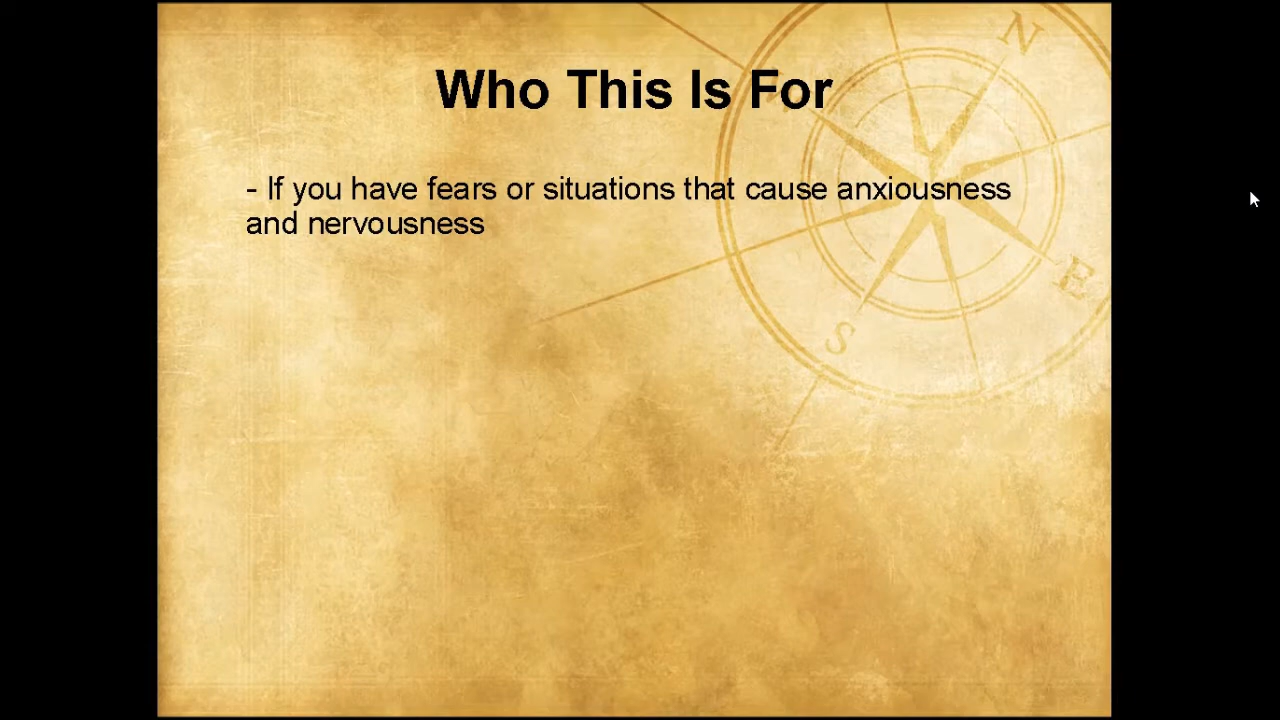 Who This Is For
- If you have fears or situations that cause anxiousness
and nervousness
N
E
S